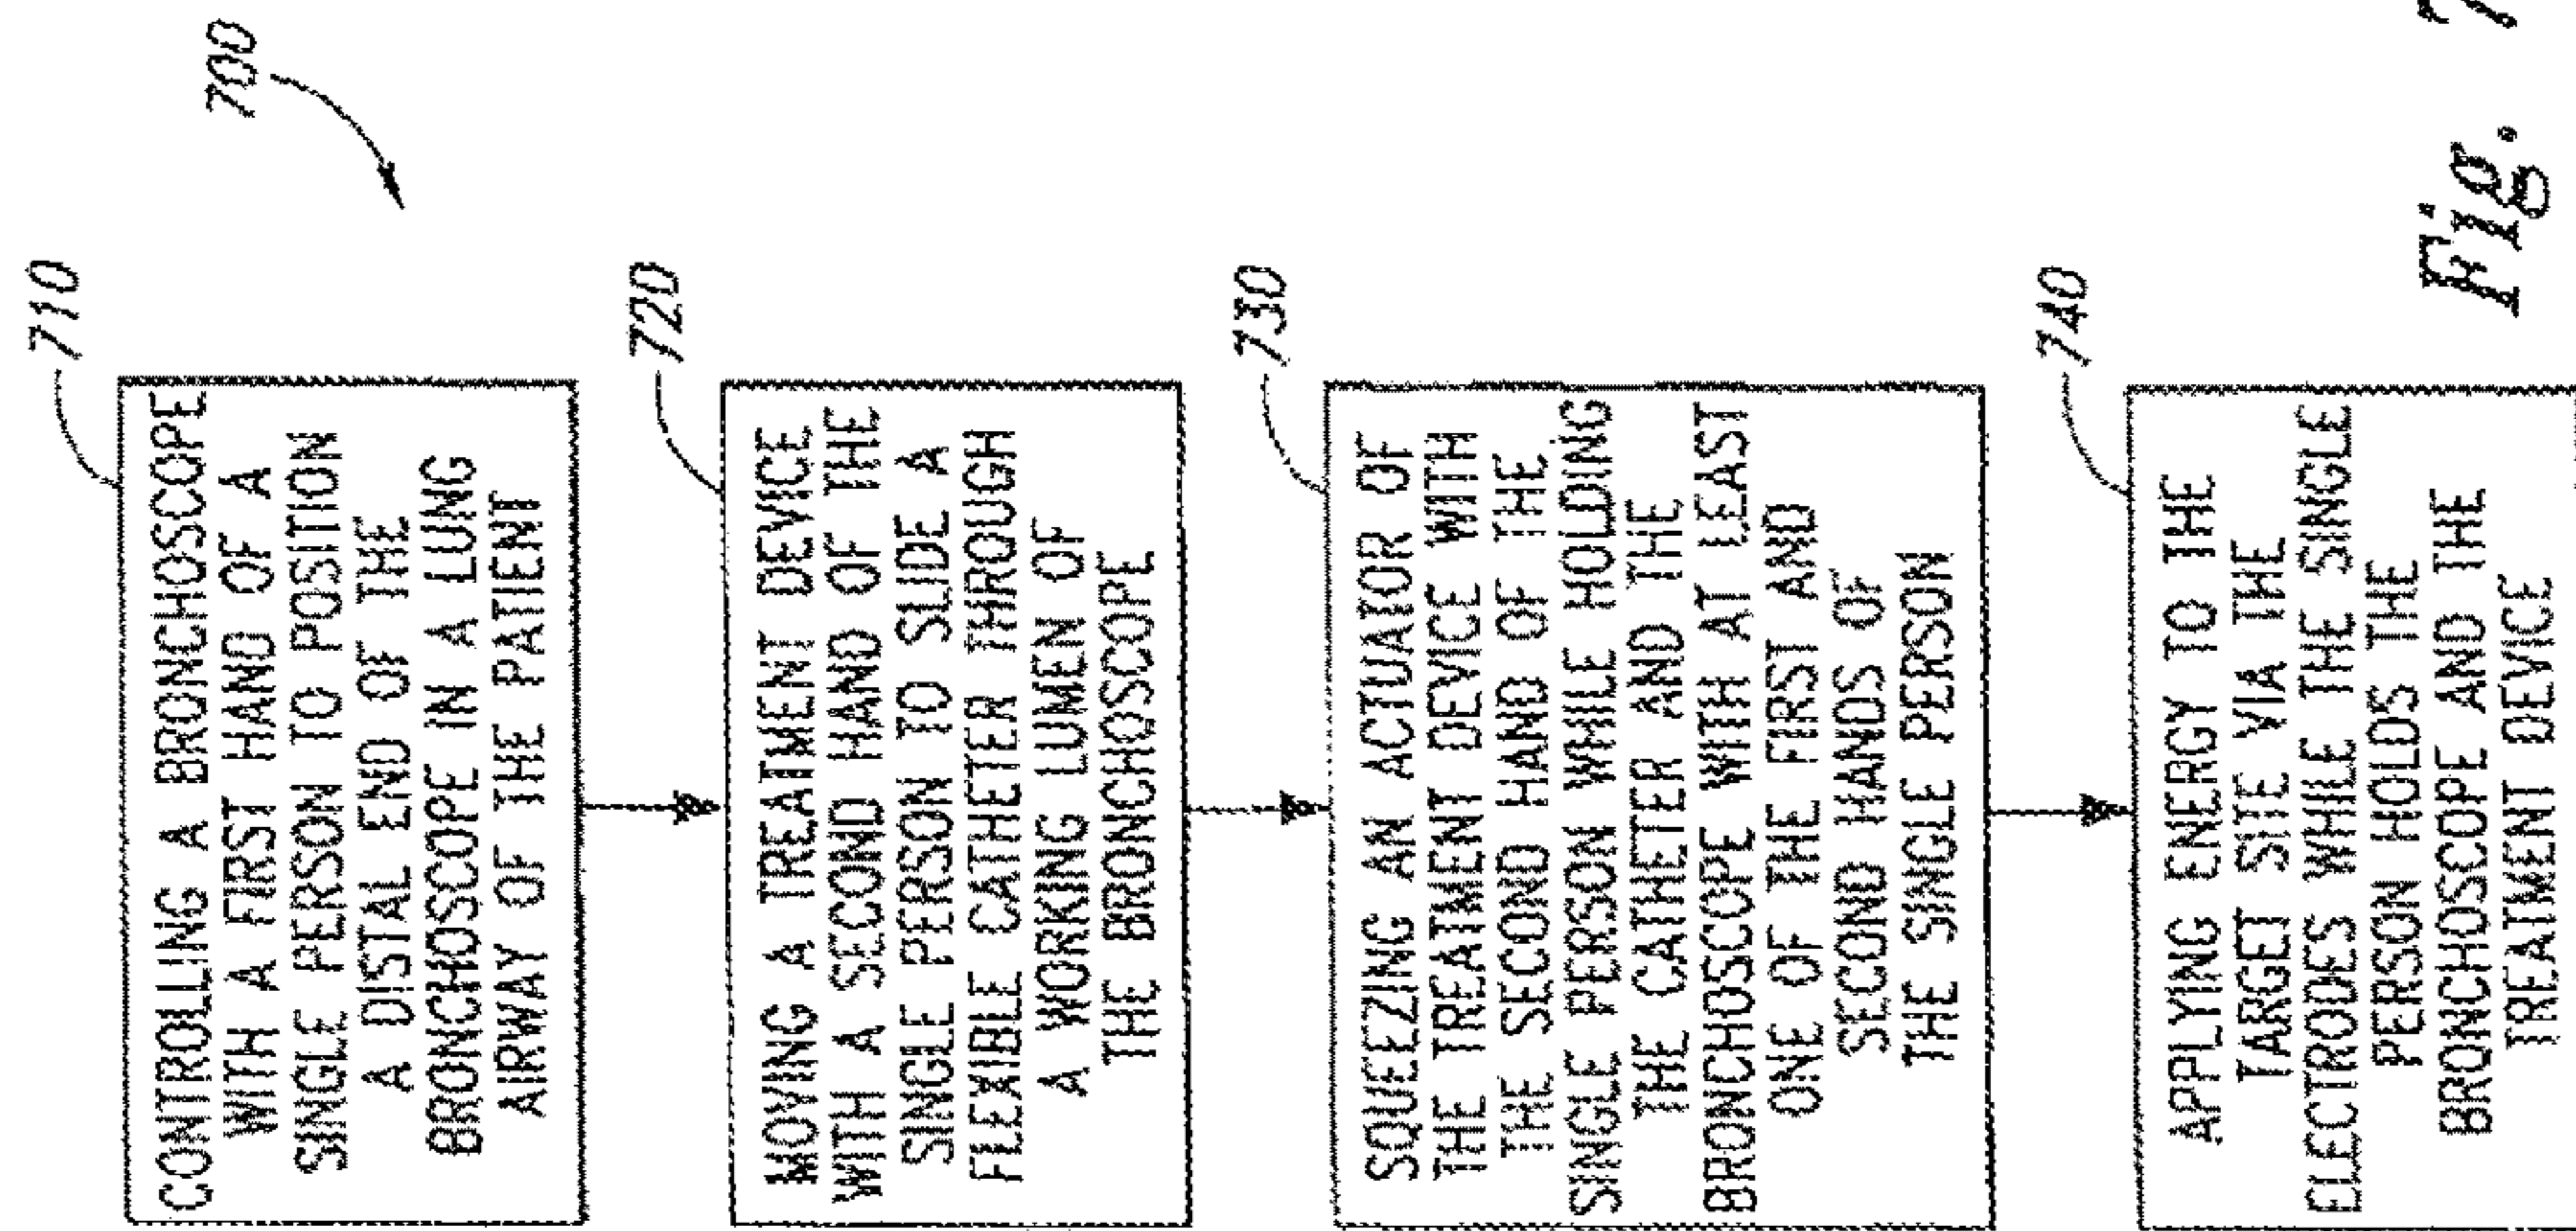 700
710
CONTROLLING A BRONCHOSCOPE
WITH A FIRST HAND OF A
SINGLE PERSON TO POSITION
A DISTAL END OF THE
BRONCHOSCOPE IN A LUNG
AIRWAY OF THE PATIENT
720
MOVING A TREATMENT DEVICE
WITH A SECOND HAND OF THE
SINGLE PERSON TO SLIDE A
FLEXIBLE CATHETER THROUGH
A WORKING LUMEN OF
THE BRONCHOSCOPE
730
SQUEEZING AN ACTUATOR OF
THE TREATMENT DEVICE WITH
THE SECOND HAND OF THE
SINGLE PERSON WHILE HOLDING
THE CATHETER AND THE
BRONCHOSCOPE WITH AT LEAST
ONE OF THE FIRST AND
SECOND HANDS OF
THE SINGLE PERSON
740
APPLYING ENERGY TO THE
TARGET SITE VIA THE
ELECTRODES WHILE THE SINGLE
PERSON HOLDS THE
BRONCHOSCOPE AND THE
TREATMENT DEVICE
Fig. 7